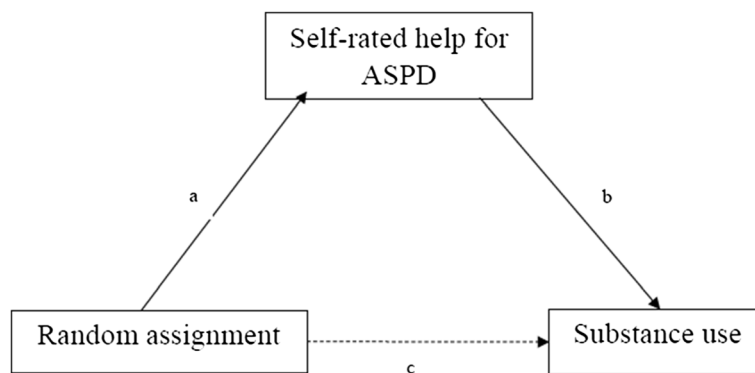 Self-rated help for
ASPD
a
b
Random assignment
Substance use
c